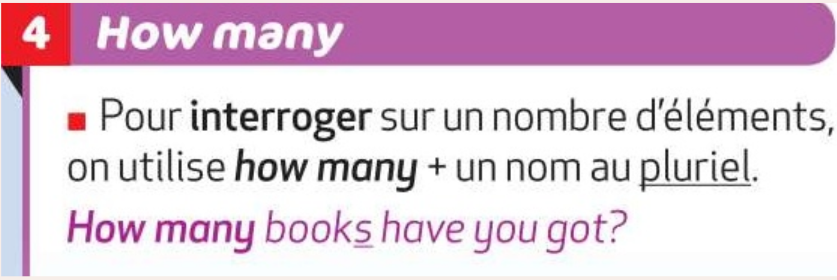 4 How many
■ Pour interroger sur un nombre d'éléments,
on utilise how many + un nom au pluriel.
How many books have you got?